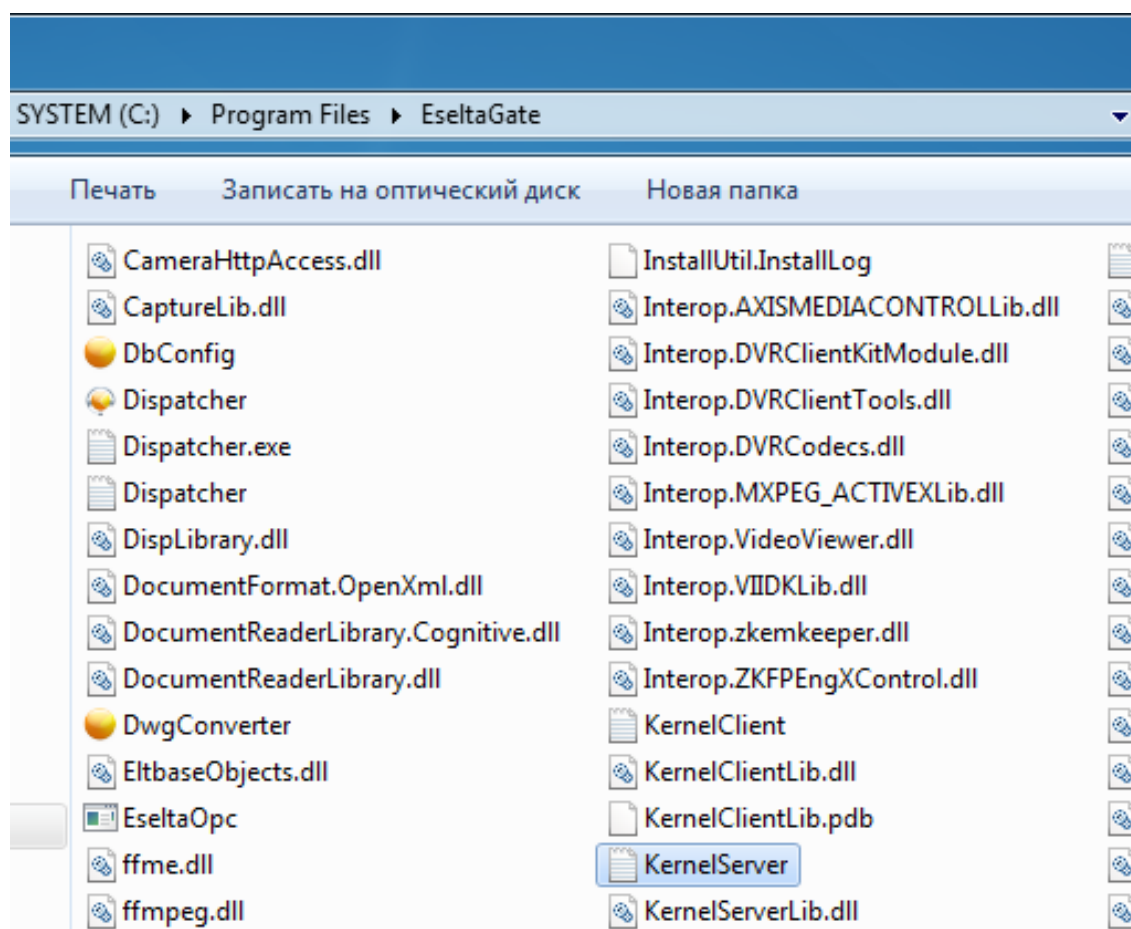 SYSTEM (C:) Program Files EseltaGate
Печать Записать на оптический диск Новая папка
CameraHttpAccess.dll
CaptureLib.dll
DbConfig
Dispatcher
Dispatcher.exe
Dispatcher
DispLibrary.dll
DocumentFormat.OpenXml.dll
DocumentReaderLibrary.Cognitive.dll
DocumentReaderLibrary.dll
DwgConverter
EltbaseObjects.dll
EseltaOpc
ffme.dll
ffmpeg.dll
InstallUtil.InstallLog
Interop.AXISMEDIACONTROLLib.dll
Interop.DVRClientKitModule.dll
Interop.DVRClientTools.dll
Interop.DVRCodecs.dll
Interop.MXPEG_ACTIVEXLib.dll
Interop.VideoViewer.dll
Interop.VIIDKLib.dll
Interop.zkemkeeper.dll
Interop.ZKFPEngXControl.dll
KernelClient
KernelClientLib.dll
KernelClientLib.pdb
KernelServer
KernelServerLib.dll